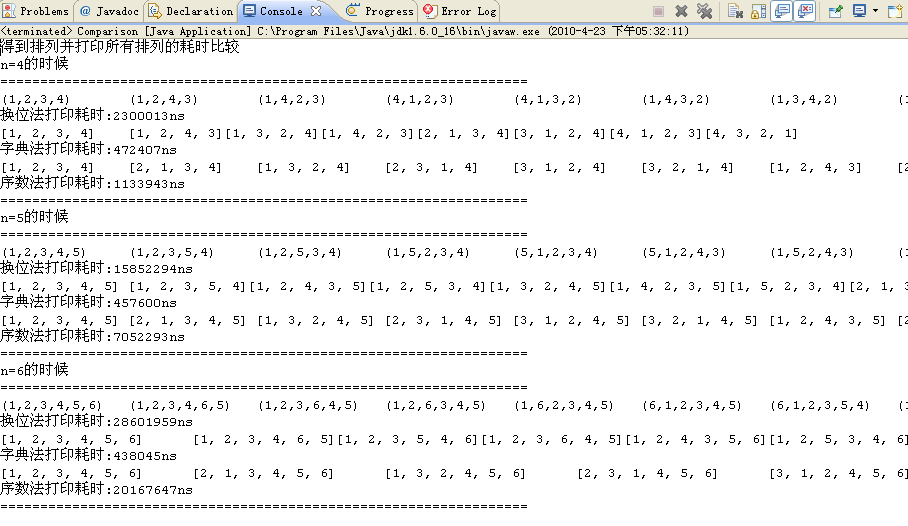 Problems @ Javadoc Declaration Console Progress Error Log
<terminated> Comparison [Java Application] C:\Program Files\Java\jdk1.6.0_16\bin\javaw.exe (2010-4-23 下午05:32:11)
得到排列并打印所有排列的耗时比较
n=4的时候
==================================================================
(1,2,3,4) (1,2,4,3) (1,4,2,3) (4,1,2,3) (4,1,3,2) (1,4,3,2) (1,3,4,2) (
换位法打印耗时:2300013ns
[1, 2, 3, 4] [1, 2, 4, 3][1, 3, 2, 4][1, 4, 2, 3][2, 1, 3, 4][3, 1, 2, 4][4, 1, 2, 3][4, 3, 2, 1]
字典法打印耗时:472407ns
[1, 2, 3, 4] [2, 1, 3, 4] [1, 3, 2, 4] [2, 3, 1, 4] [3, 1, 2, 4] [3, 2, 1, 4] [1, 2, 4, 3] [2
序数法打印耗时:1133943ns
==================================================================
n=5的时候
==================================================================
(1,2,3,4,5) (1,2,3,5,4) (1,2,5,3,4) (1,5,2,3,4) (5,1,2,3,4) (5,1,2,4,3) (1,5,2,4,3) (
换位法打印耗时:15852294ns
[1, 2, 3, 4, 5] [1, 2, 3, 5, 4][1, 2, 4, 3, 5][1, 2, 5, 3, 4][1, 3, 2, 4, 5][1, 4, 2, 3, 5][1, 5, 2, 3, 4][2, 1, 3
字典法打印耗时:457600ns
[1, 2, 3, 4, 5] [2, 1, 3, 4, 5] [1, 3, 2, 4, 5] [2, 3, 1, 4, 5] [3, 1, 2, 4, 5] [3, 2, 1, 4, 5] [1, 2, 4, 3, 5] [2
序数法打印耗时:7052293ns
==================================================================
n=6的时候
==================================================================
(1,2,3,4,5,6) (1,2,3,4,6,5) (1,2,3,6,4,5) (1,2,6,3,4,5) (1,6,2,3,4,5) (6,1,2,3,4,5) (6,1,2,3,5,4) (
换位法打印耗时:28601959ns
[1, 2, 3, 4, 5, 6] [1, 2, 3, 4, 6, 5][1, 2, 3, 5, 4, 6][1, 2, 3, 6, 4, 5][1, 2, 4, 3, 5, 6][1, 2, 5, 3, 4, 6]
字典法打印耗时:438045ns
[1, 2, 3, 4, 5, 6] [2, 1, 3, 4, 5, 6] [1, 3, 2, 4, 5, 6] [2, 3, 1, 4, 5, 6] [3, 1, 2, 4, 5, 6]
序数法打印耗时:20167647ns
==================================================================